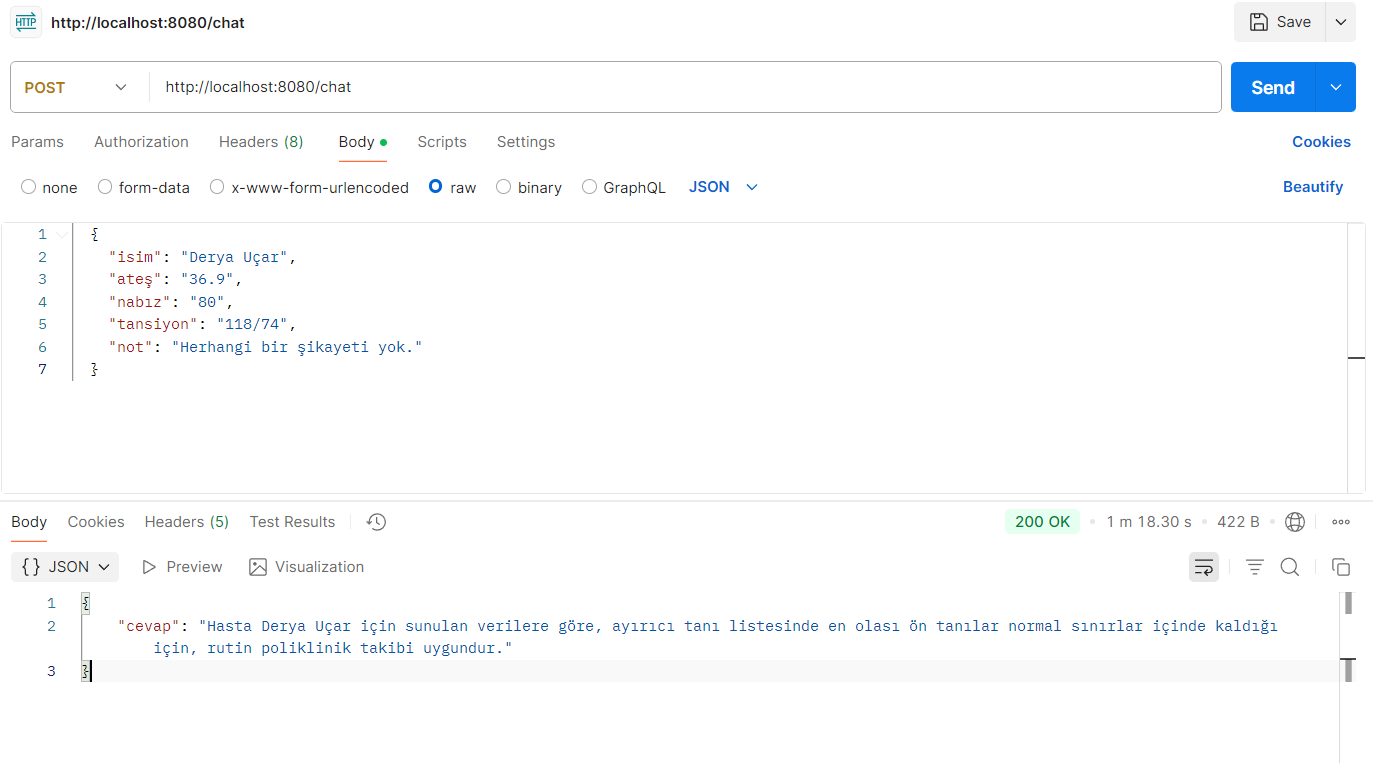 HTTP http://localhost:8080/chat Save
POST http://localhost:8080/chat Send
Params Authorization Headers (8) Body Scripts Settings Cookies
none form-data x-www-form-urlencoded raw binary GraphQL JSON Beautify
1 {
2 "isim": "Derya Uçar",
3 "ateş": "36.9",
4 "nabız": "80",
5 "tansiyon": "118/74",
6 "not": "Herhangi bir şikayeti yok."
7 }
Body Cookies Headers (5) Test Results 200 OK 1 m 18.30 s 422 B
{} JSON Preview Visualization
1 {
2 "cevap": "Hasta Derya Uçar için sunulan verilere göre, ayırıcı tanı listesinde en olası ön tanılar normal sınırlar içinde kaldığı
için, rutin poliklinik takibi uygundur."
3 }